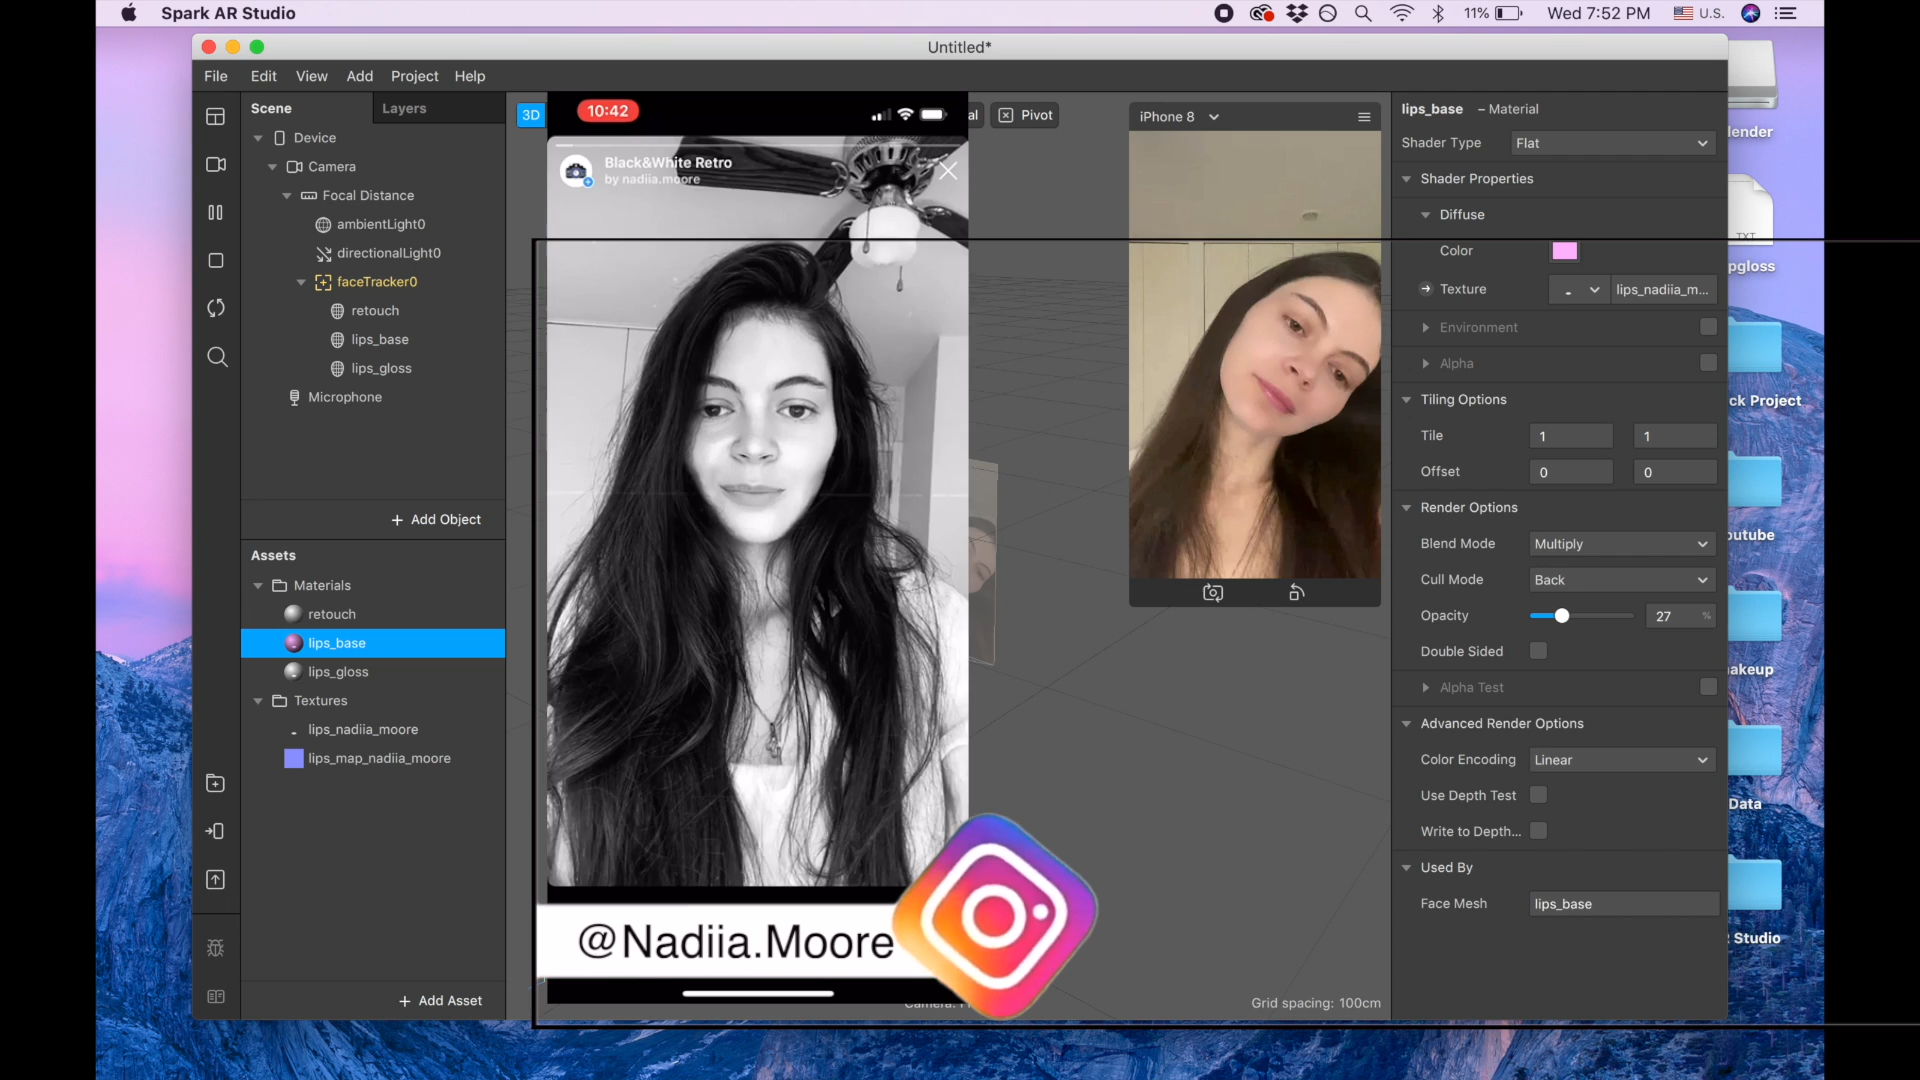 Spark AR Studio
11%
Wed 7:52 PM
U.S.
Untitled*
File Edit View Add Project Help
Scene
Layers
Device
Camera
Focal Distance
ambientLight0
directionalLight0
faceTracker0
retouch
lips_base
lips_gloss
Microphone
+ Add Object
Assets
Materials
retouch
lips_base
lips_gloss
Textures
lips_nadiia_moore
lips_map_nadiia_moore
+ Add Asset
3D
10:42
Black&White Retro
by nadiia.moore
al
Pivot
@Nadiia.Moore
Grid spacing: 100cm
iPhone 8
lips_base – Material
Shader Type Flat
Shader Properties
Diffuse
Color
Texture lips_nadiia_m...
Environment
Alpha
Tiling Options
Tile 1 1
Offset 0 0
Render Options
Blend Mode Multiply
Cull Mode Back
Opacity 27 %
Double Sided
Alpha Test
Advanced Render Options
Color Encoding Linear
Use Depth Test
Write to Depth...
Used By
Face Mesh lips_base
lender
TXT
pgloss
ck Project
outube
akeup
Data
Studio